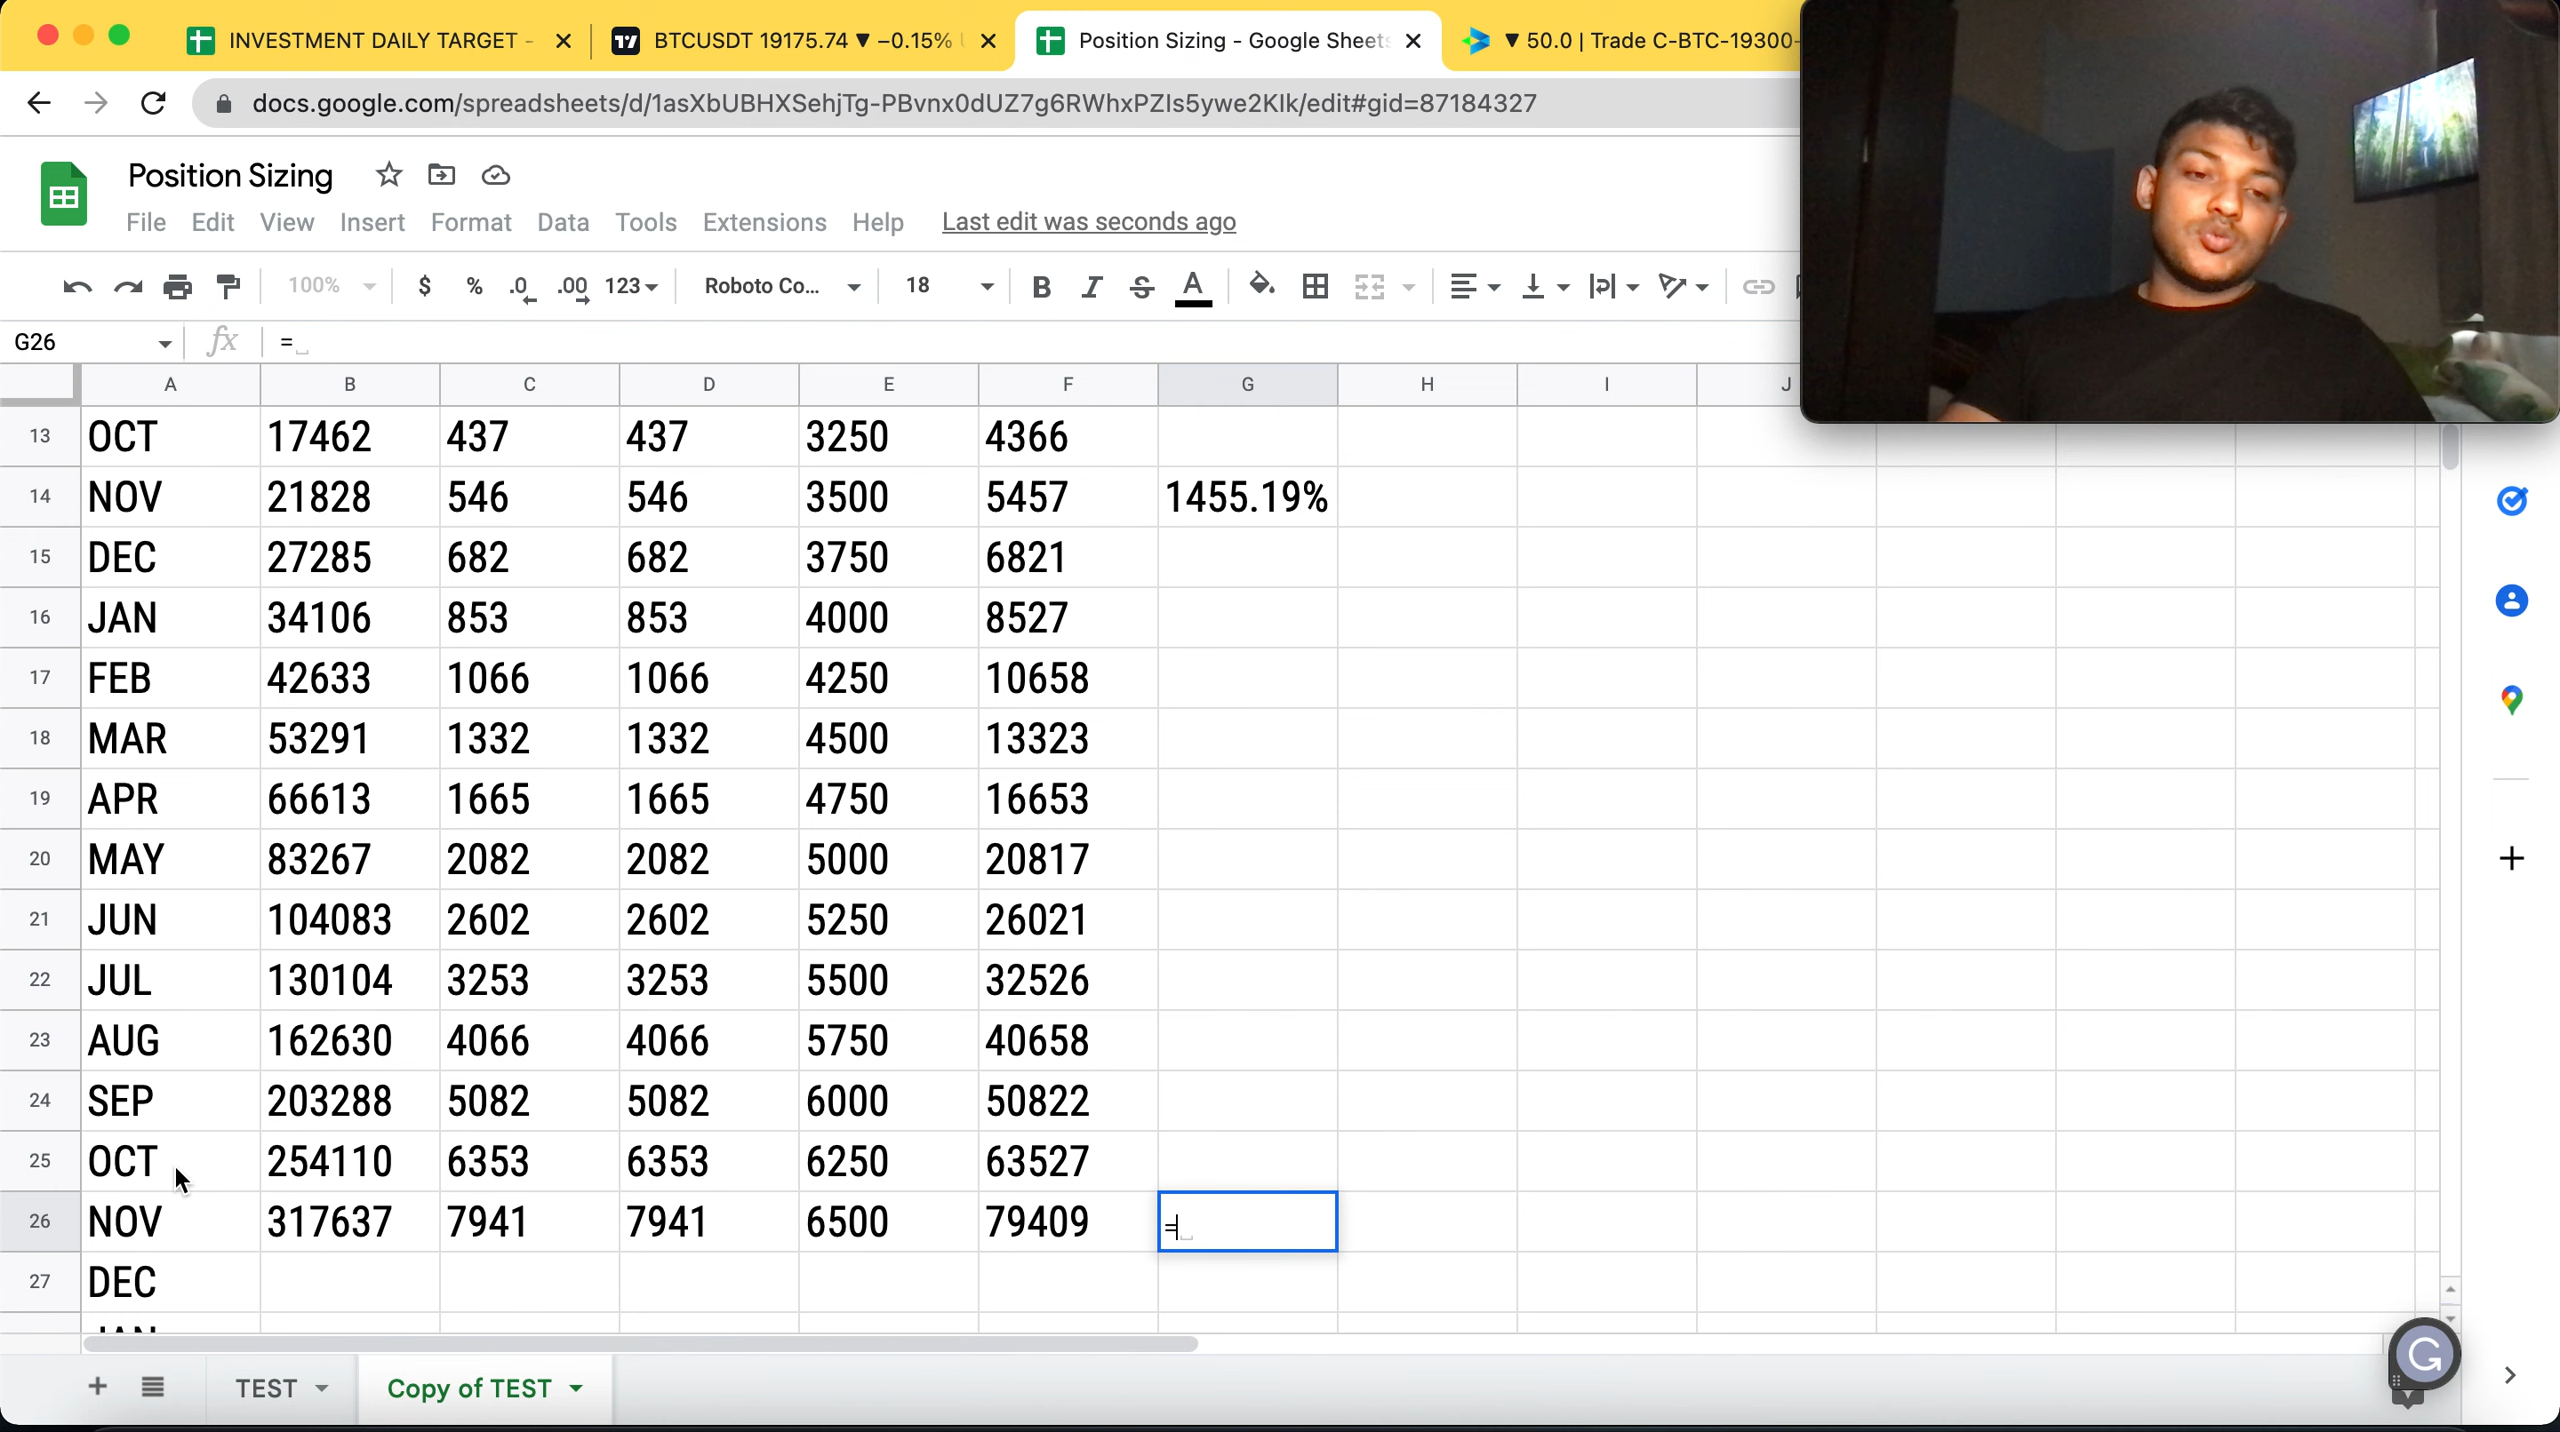 INVESTMENT DAILY TARGET -
BTCUSDT 19175.74 ▼ −0.15%
Position Sizing - Google Sheets
▼ 50.0 | Trade C-BTC-19300-
docs.google.com/spreadsheets/d/1asXbUBHXSehjTg-PBvnx0dUZ7g6RWhxPZIs5ywe2KIk/edit#gid=87184327
Position Sizing
File Edit View Insert Format Data Tools Extensions Help Last edit was seconds ago
100% $ % .0 .00 123 Roboto Co... 18 B I S A
G26 fx =
A B C D E F G H I J
13 OCT 17462 437 437 3250 4366
14 NOV 21828 546 546 3500 5457 1455.19%
15 DEC 27285 682 682 3750 6821
16 JAN 34106 853 853 4000 8527
17 FEB 42633 1066 1066 4250 10658
18 MAR 53291 1332 1332 4500 13323
19 APR 66613 1665 1665 4750 16653
20 MAY 83267 2082 2082 5000 20817
21 JUN 104083 2602 2602 5250 26021
22 JUL 130104 3253 3253 5500 32526
23 AUG 162630 4066 4066 5750 40658
24 SEP 203288 5082 5082 6000 50822
25 OCT 254110 6353 6353 6250 63527
26 NOV 317637 7941 7941 6500 79409 =
27 DEC
JAN
TEST Copy of TEST